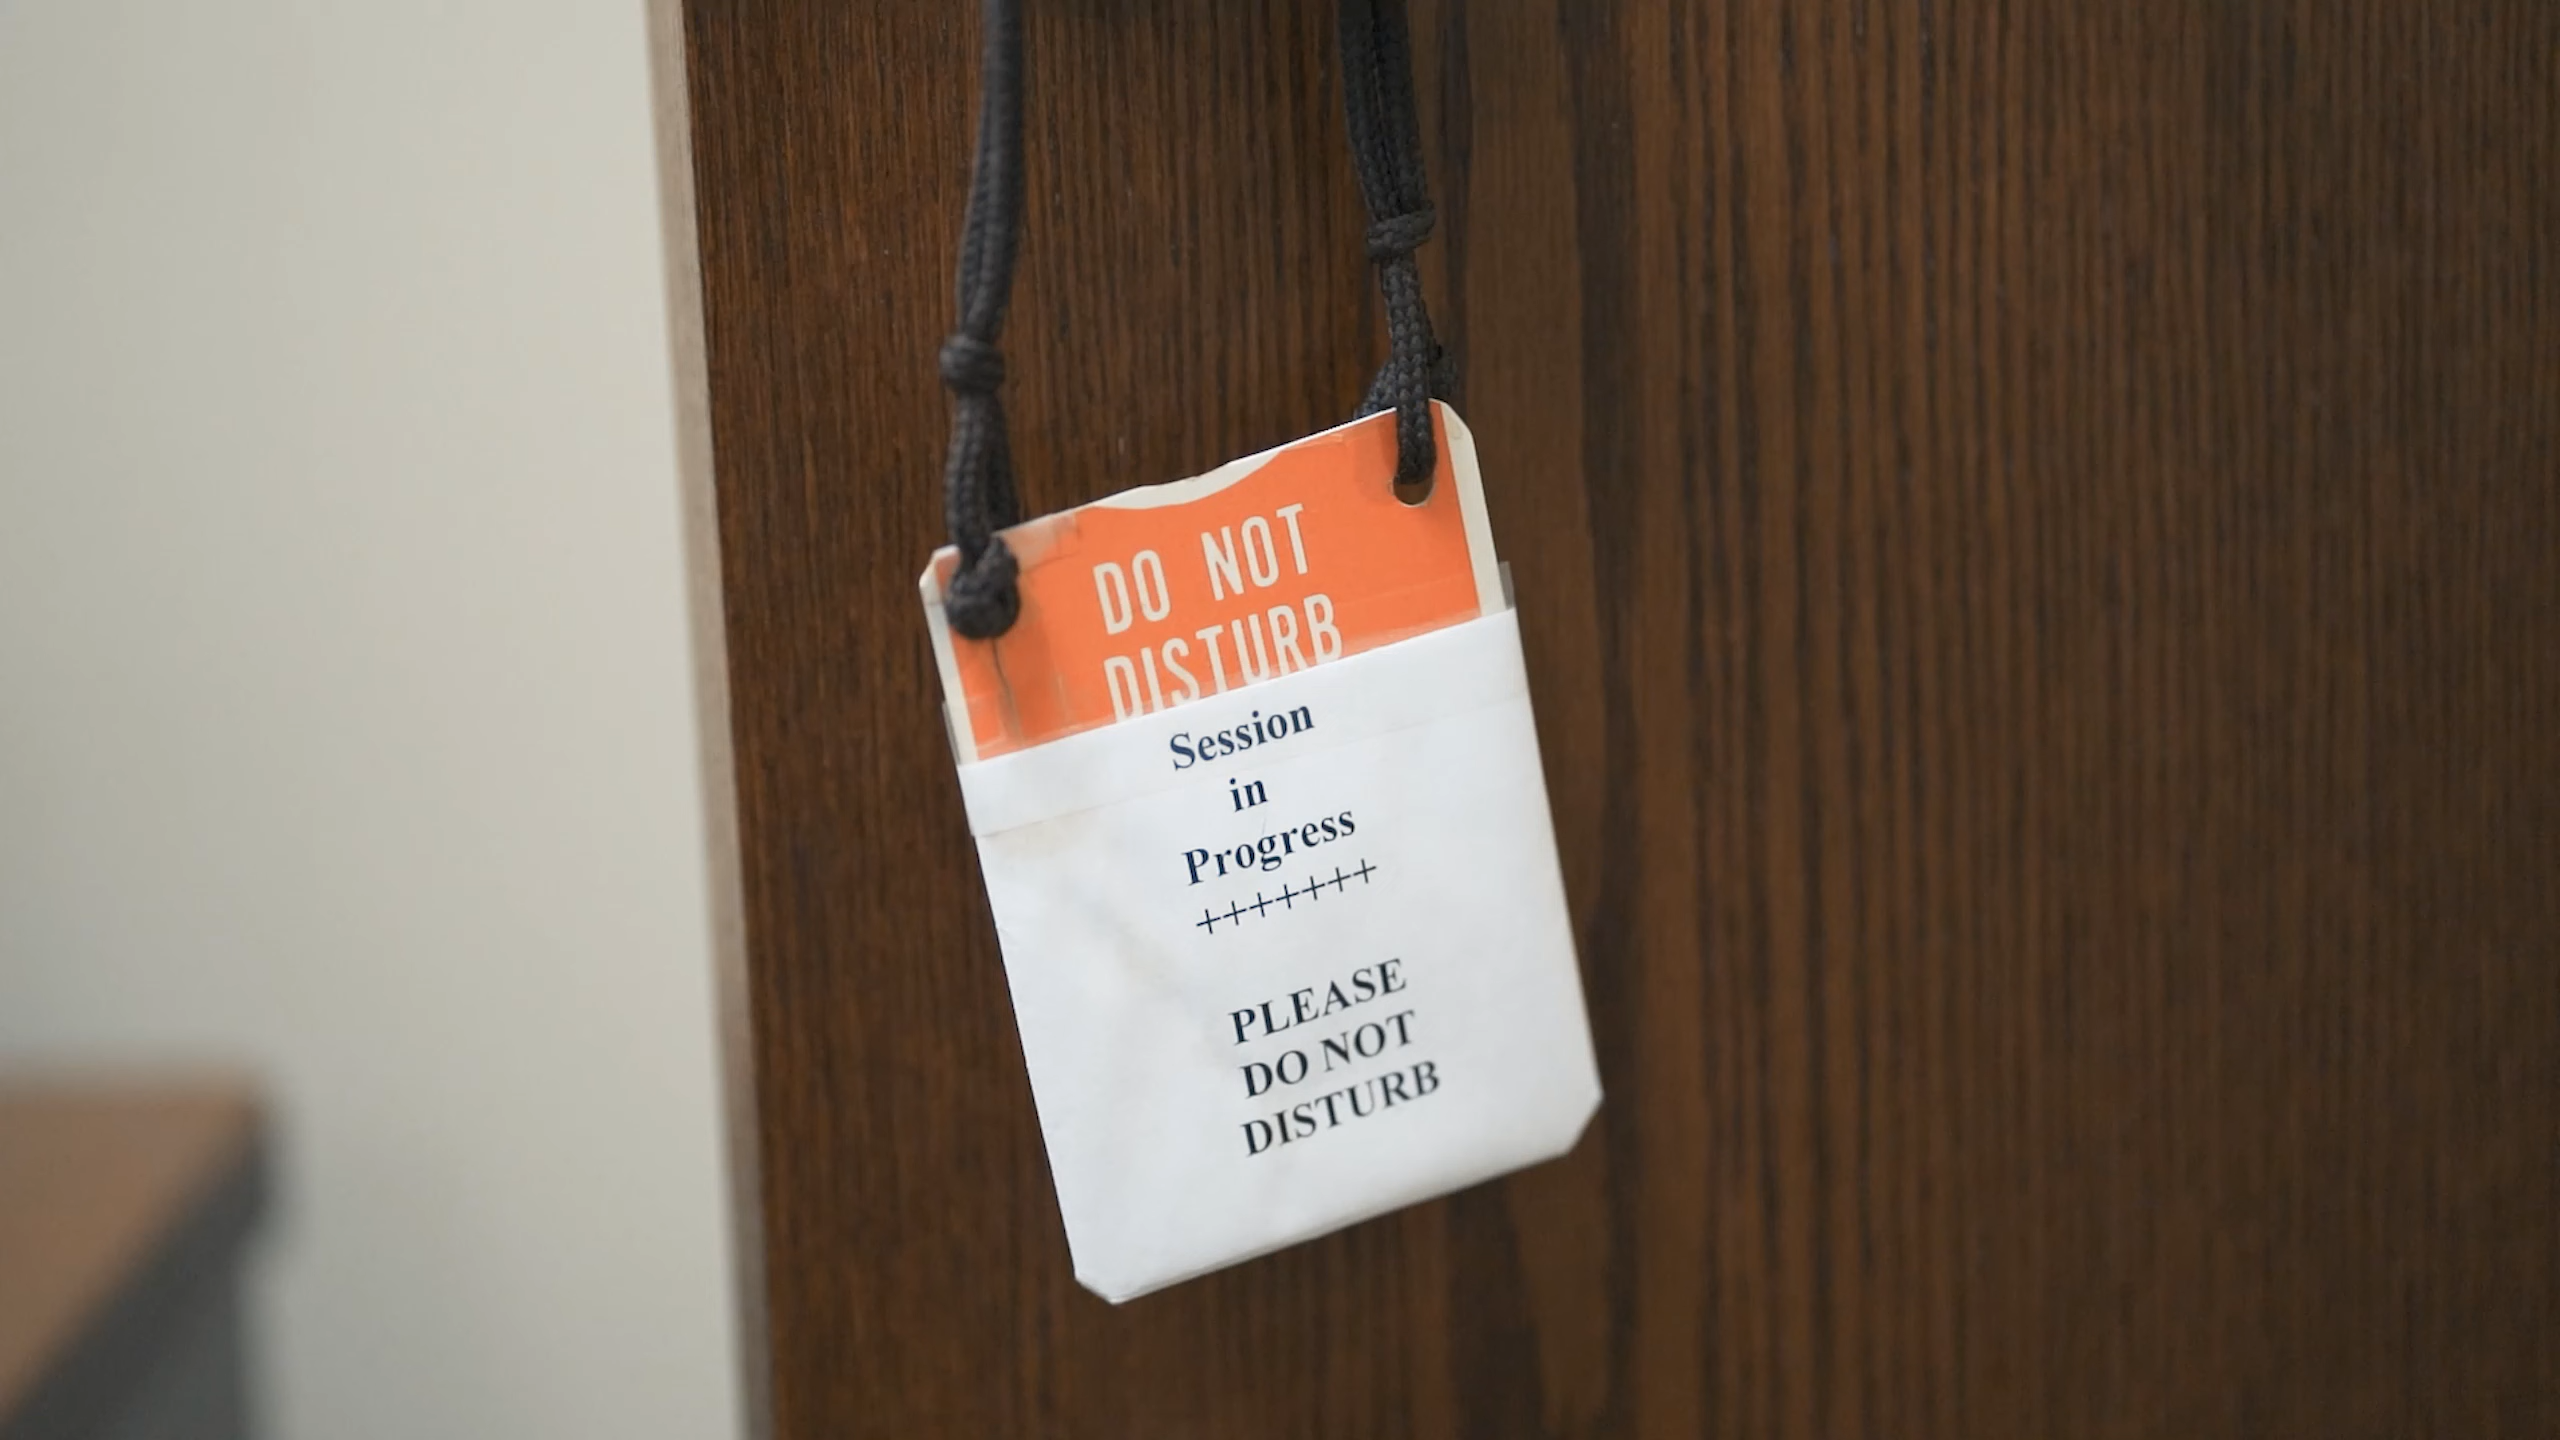 DO NOT
DISTURB
Session
in
Progress
+++++++
PLEASE
DO NOT
DISTURB